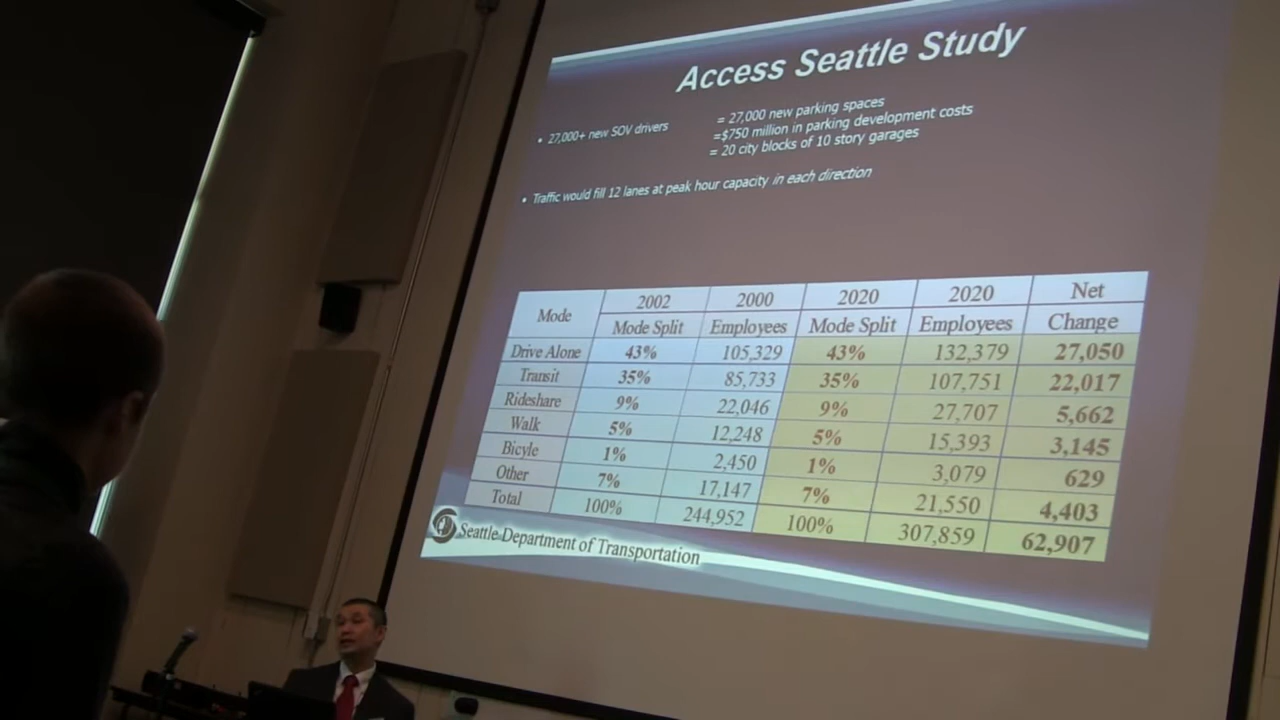 Access Seattle Study
• 27,000+ new SOV drivers = 27,000 new parking spaces
=$750 million in parking development costs
= 20 city blocks of 10 story garages
• Traffic would fill 12 lanes at peak hour capacity in each direction
Mode 2002 2000 2020 2020 Net
Mode Split Employees Mode Split Employees Change
Drive Alone 43% 105,329 43% 132,379 27,050
Transit 35% 85,733 35% 107,751 22,017
Rideshare 9% 22,046 9% 27,707 5,662
Walk 5% 12,248 5% 15,393 3,145
Bicyle 1% 2,450 1% 3,079 629
Other 7% 17,147 7% 21,550 4,403
Total 100% 244,952 100% 307,859 62,907
Seattle Department of Transportation